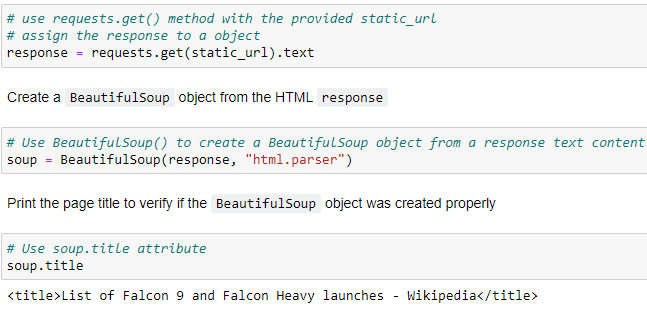 # use requests.get() method with the provided static_url
# assign the response to a object
response = requests.get(static_url).text
Create a BeautifulSoup object from the HTML response
# Use BeautifulSoup() to create a BeautifulSoup object from a response text content
soup = BeautifulSoup(response, "html.parser")
Print the page title to verify if the BeautifulSoup object was created properly
# Use soup.title attribute
soup.title
<title>List of Falcon 9 and Falcon Heavy launches - Wikipedia</title>